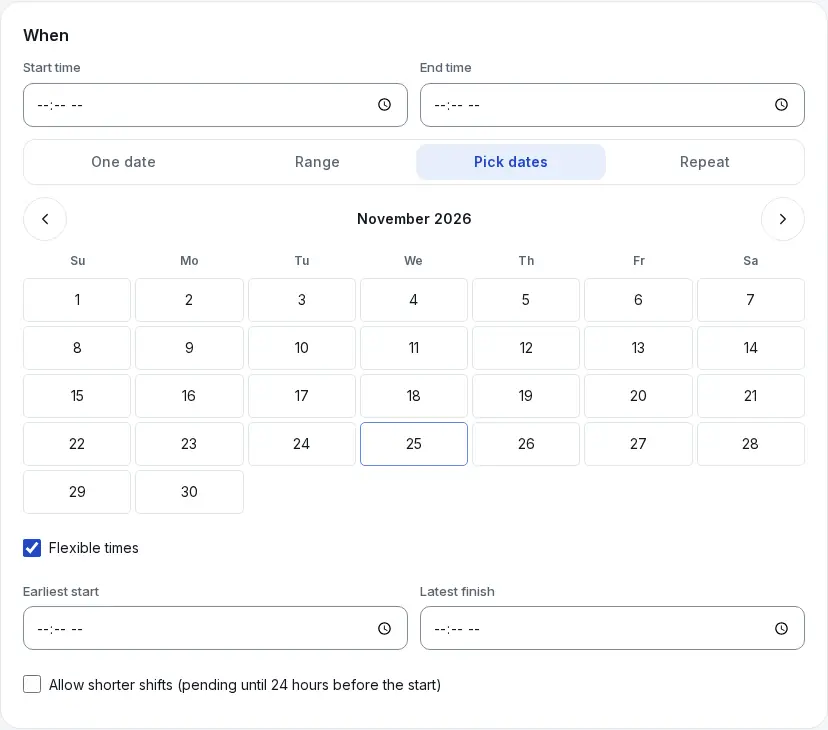 When
Start time End time
--:-- -- --:-- --
One date Range Pick dates Repeat
November 2026
Su Mo Tu We Th Fr Sa
1 2 3 4 5 6 7
8 9 10 11 12 13 14
15 16 17 18 19 20 21
22 23 24 25 26 27 28
29 30
Flexible times
Earliest start Latest finish
--:-- -- --:-- --
Allow shorter shifts (pending until 24 hours before the start)